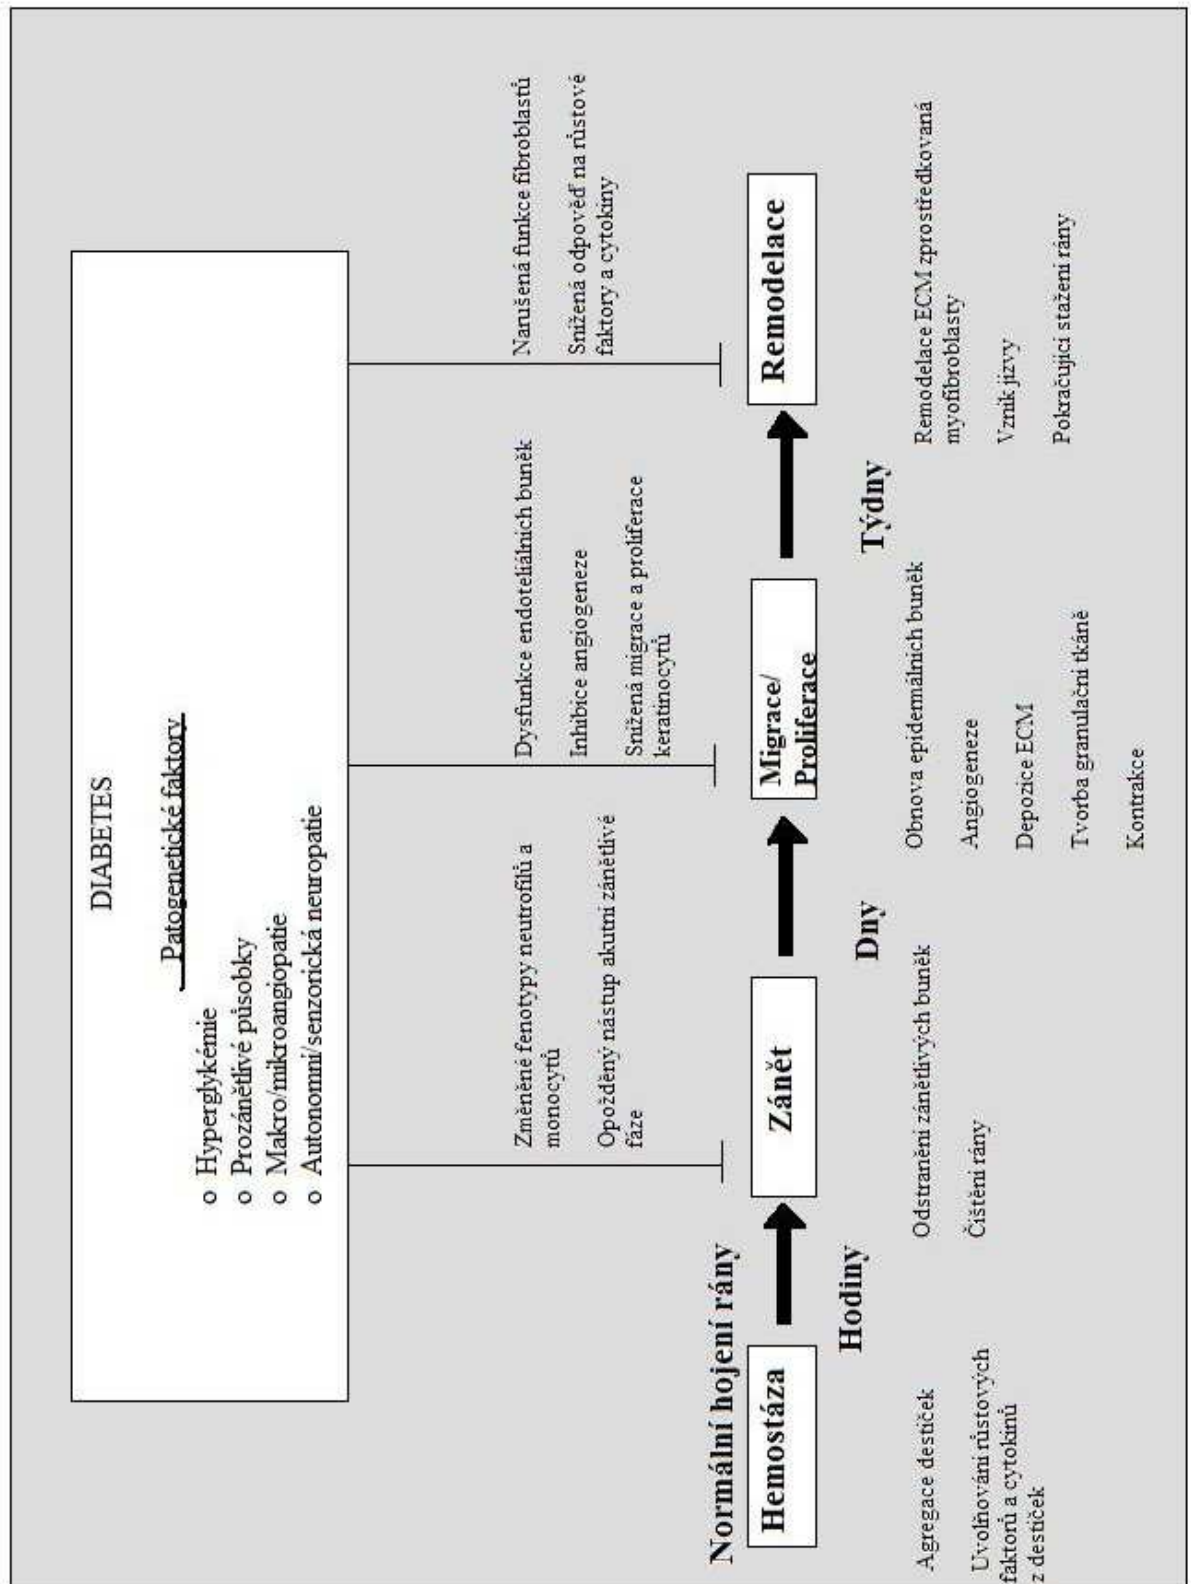 DIABETES
Patogenetické faktory
o Hyperglykémie
o Prozánětlivé působky
o Makro/mikroangiopatie
o Autonomní/senzorická neuropatie
Změněné fenotypy neutrofilů a
monocytů
Opožděný nástup akutní zánětlivé
fáze
Dysfunkce endoteliálních buněk
Inhibice angiogeneze
Snížená migrace a proliferace
keratinocytů
Narušená funkce fibroblastů
Snížená odpověď na růstové
faktory a cytokiny
Normální hojení rány
Hemostáza
Zánět
Migrace/
Proliferace
Remodelace
Hodiny
Dny
Týdny
Agregace destiček
Uvolňování růstových
faktorů a cytokinů
z destiček
Odstranění zánětlivých buněk
Čištění rány
Obnova epidermálních buněk
Angiogeneze
Depozice ECM
Tvorba granulační tkáně
Kontrakce
Remodelace ECM zprostředkovaná
myofibroblasty
Vznik jizvy
Pokračující stažení rány